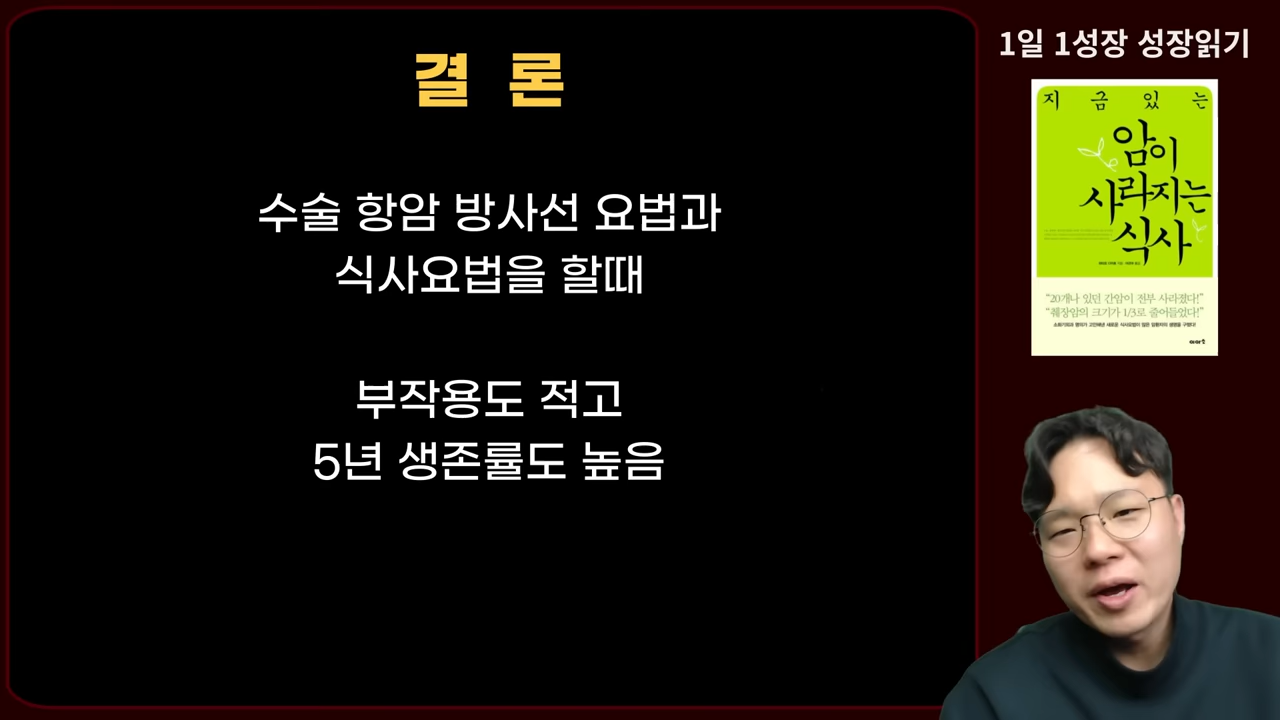 결 론
수술 항암 방사선 요법과
식사요법을 할때
부작용도 적고
5년 생존률도 높음
1일 1성장 성장읽기
지금있는
암이
사라지는
식사
“20개나 있던 간암이 전부 사라졌다!”
“췌장암의 크기가 1/3로 줄어들었다!”